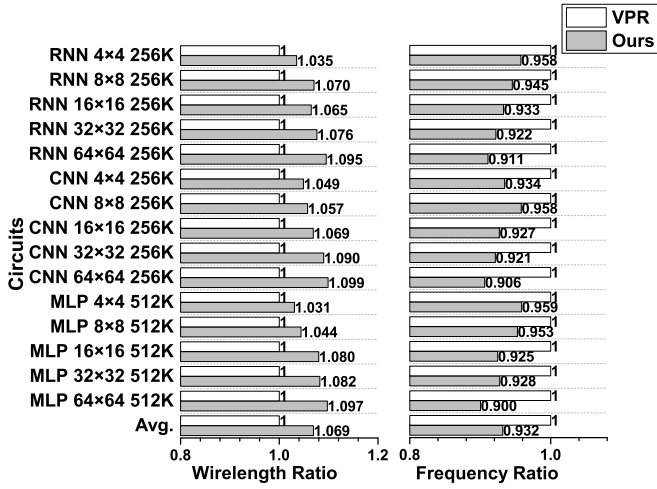 VPR
Ours
Circuits
RNN 4×4 256K 1 1.035 1 0.958
RNN 8×8 256K 1 1.070 1 0.945
RNN 16×16 256K 1 1.065 1 0.933
RNN 32×32 256K 1 1.076 1 0.922
RNN 64×64 256K 1 1.095 1 0.911
CNN 4×4 256K 1 1.049 1 0.934
CNN 8×8 256K 1 1.057 1 0.958
CNN 16×16 256K 1 1.069 1 0.927
CNN 32×32 256K 1 1.090 1 0.921
CNN 64×64 256K 1 1.099 1 0.906
MLP 4×4 512K 1 1.031 1 0.959
MLP 8×8 512K 1 1.044 1 0.953
MLP 16×16 512K 1 1.080 1 0.925
MLP 32×32 512K 1 1.082 1 0.928
MLP 64×64 512K 1 1.097 1 0.900
Avg. 1 1.069 1 0.932
0.8 1.0 1.2 0.8 1.0
Wirelength Ratio Frequency Ratio